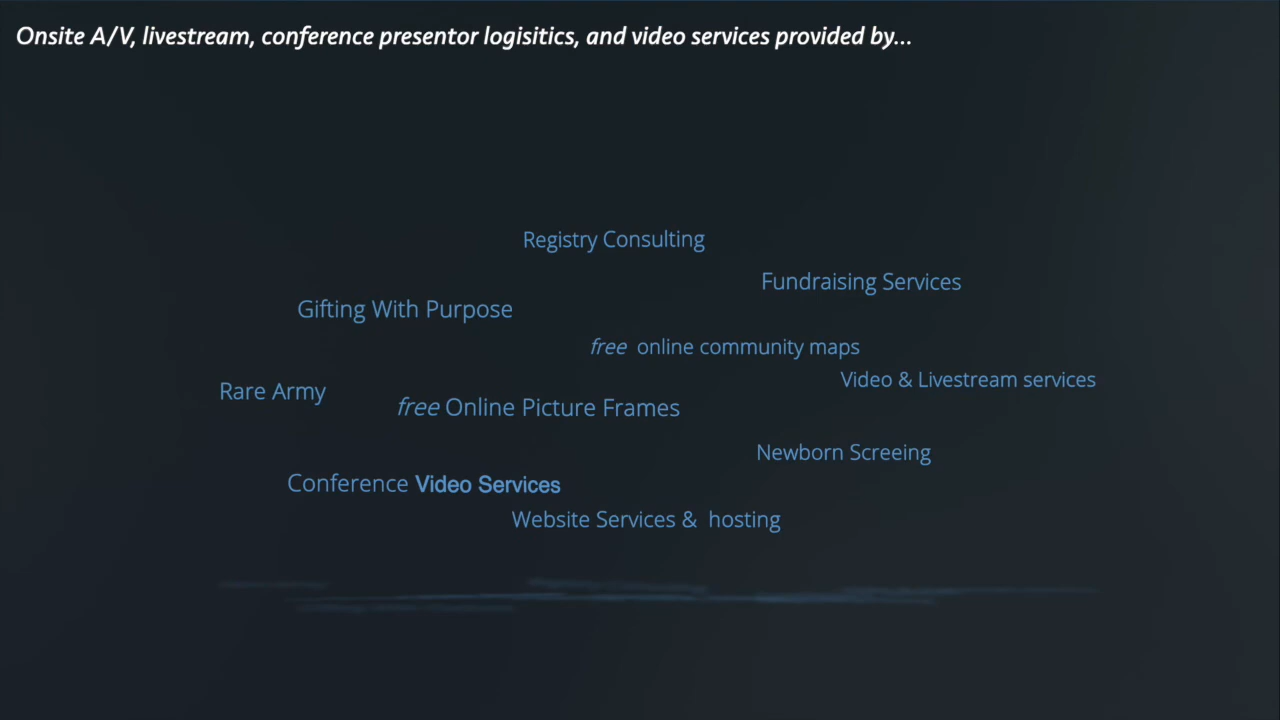 Onsite A/V, livestream, conference presentor logisitics, and video services provided by...
Registry Consulting
Fundraising Services
Gifting With Purpose
free online community maps
Video & Livestream services
Rare Army
free Online Picture Frames
Newborn Screeing
Conference Video Services
Website Services & hosting